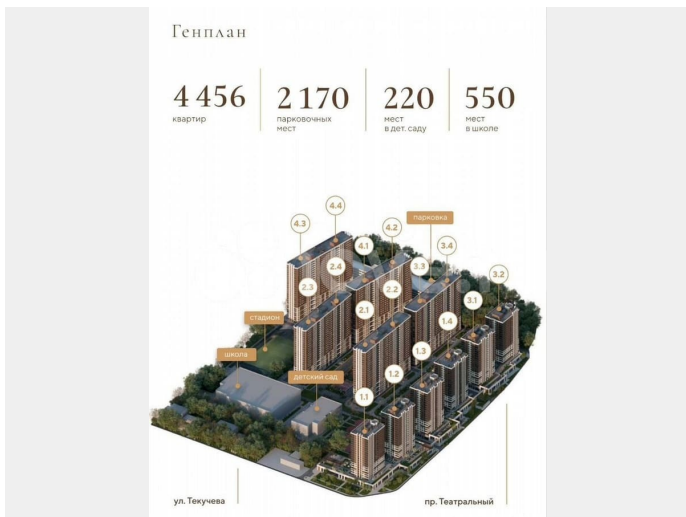 Генплан
4 456
квартир
2 170
парковочных
мест
220
мест
в дет. саду
550
мест
в школе
4.4
4.3
4.2
парковка
4.1
3.4
2.4
3.3
3.2
2.3
2.2
2.1
3.1
стадион
1.4
школа
1.3
детский сад
1.2
1.1
ул. Текучева
пр. Театральный